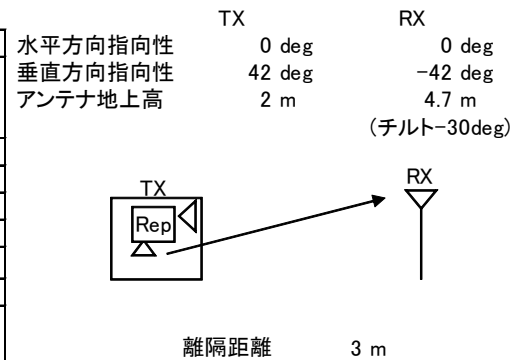 TX RX
水平方向指向性 0 deg 0 deg
垂直方向指向性 42 deg -42 deg
アンテナ地上高 2 m 4.7 m
(チルト-30deg)
TX
RX
Rep
離隔距離 3 m